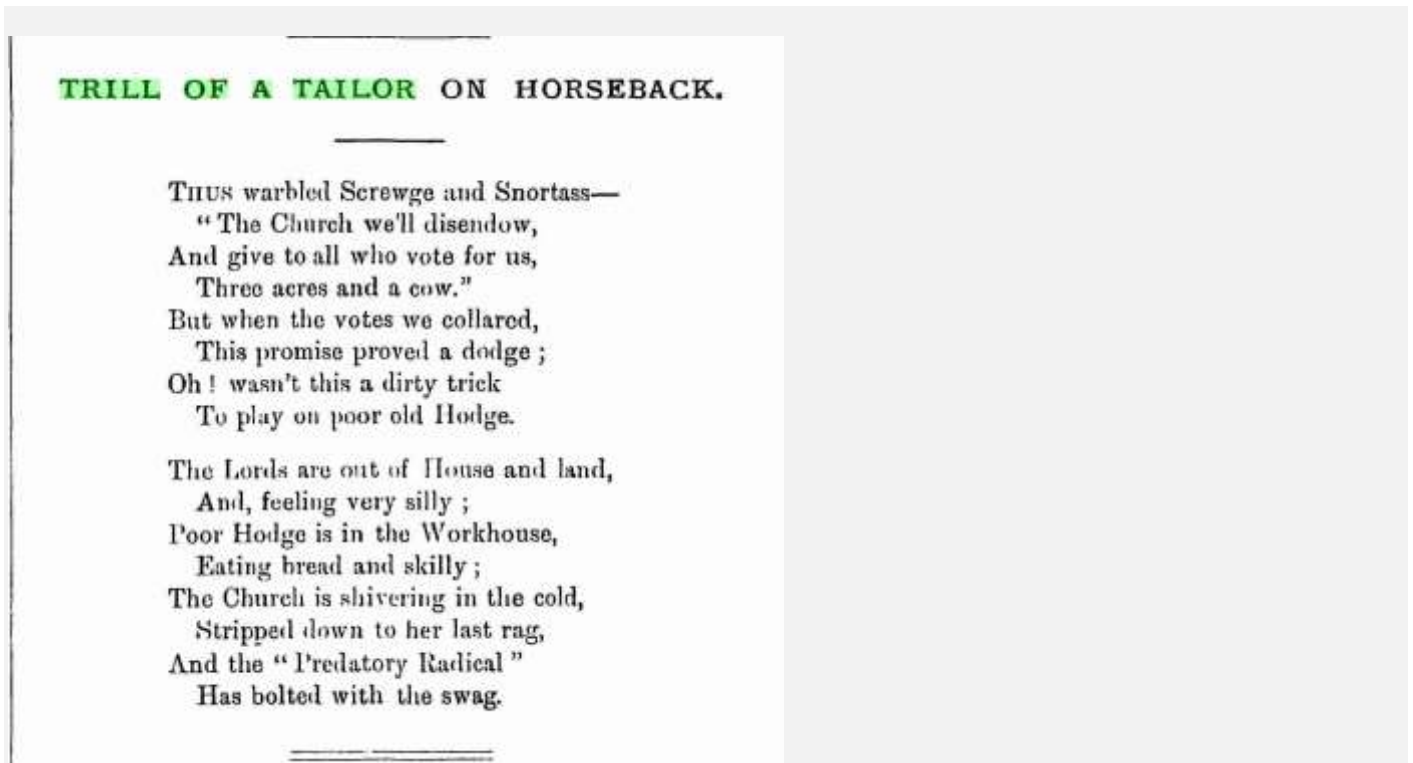 TRILL OF A TAILOR ON HORSEBACK.
THUS warbled Screwge and Snortass—
“The Church we'll disendow,
And give to all who vote for us,
Three acres and a cow.”
But when the votes we collared,
This promise proved a dodge ;
Oh ! wasn't this a dirty trick
To play on poor old Hodge.
The Lords are out of House and land,
And, feeling very silly ;
Poor Hodge is in the Workhouse,
Eating bread and skilly ;
The Church is shivering in the cold,
Stripped down to her last rag,
And the “Predatory Radical”
Has bolted with the swag.